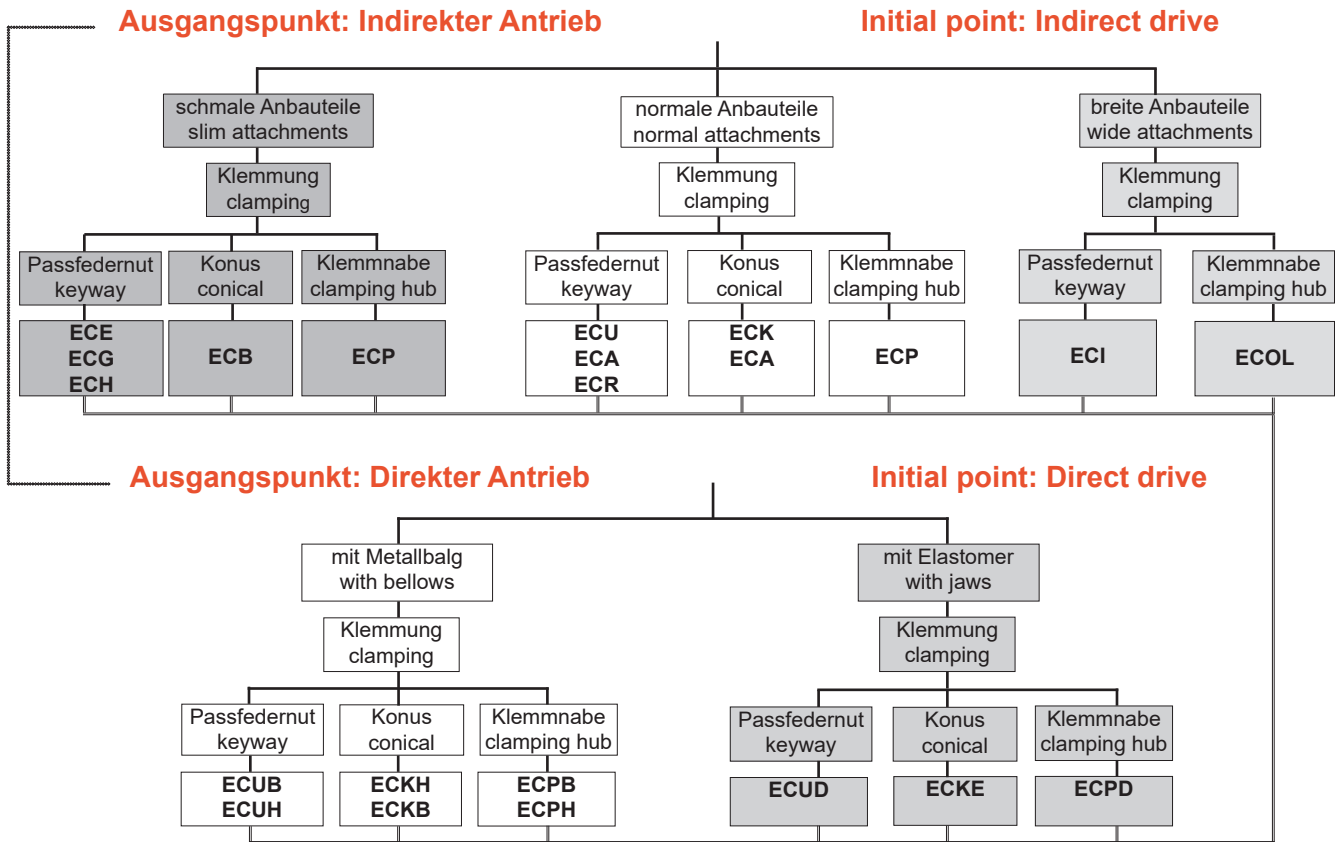 Ausgangspunkt: Indirekter Antrieb
Initial point: Indirect drive
schmale Anbauteile
slim attachments
normale Anbauteile
normal attachments
breite Anbauteile
wide attachments
Klemmung
clamping
Klemmung
clamping
Klemmung
clamping
Passfedernut
keyway
Konus
conical
Klemmnabe
clamping hub
Passfedernut
keyway
Konus
conical
Klemmnabe
clamping hub
Passfedernut
keyway
Klemmnabe
clamping hub
ECE
ECG
ECH
ECB
ECP
ECU
ECA
ECR
ECK
ECA
ECP
ECI
ECOL
Ausgangspunkt: Direkter Antrieb
Initial point: Direct drive
mit Metallbalg
with bellows
mit Elastomer
with jaws
Klemmung
clamping
Klemmung
clamping
Passfedernut
keyway
Konus
conical
Klemmnabe
clamping hub
Passfedernut
keyway
Konus
conical
Klemmnabe
clamping hub
ECUB
ECUH
ECKH
ECKB
ECPB
ECPH
ECUD
ECKE
ECPD